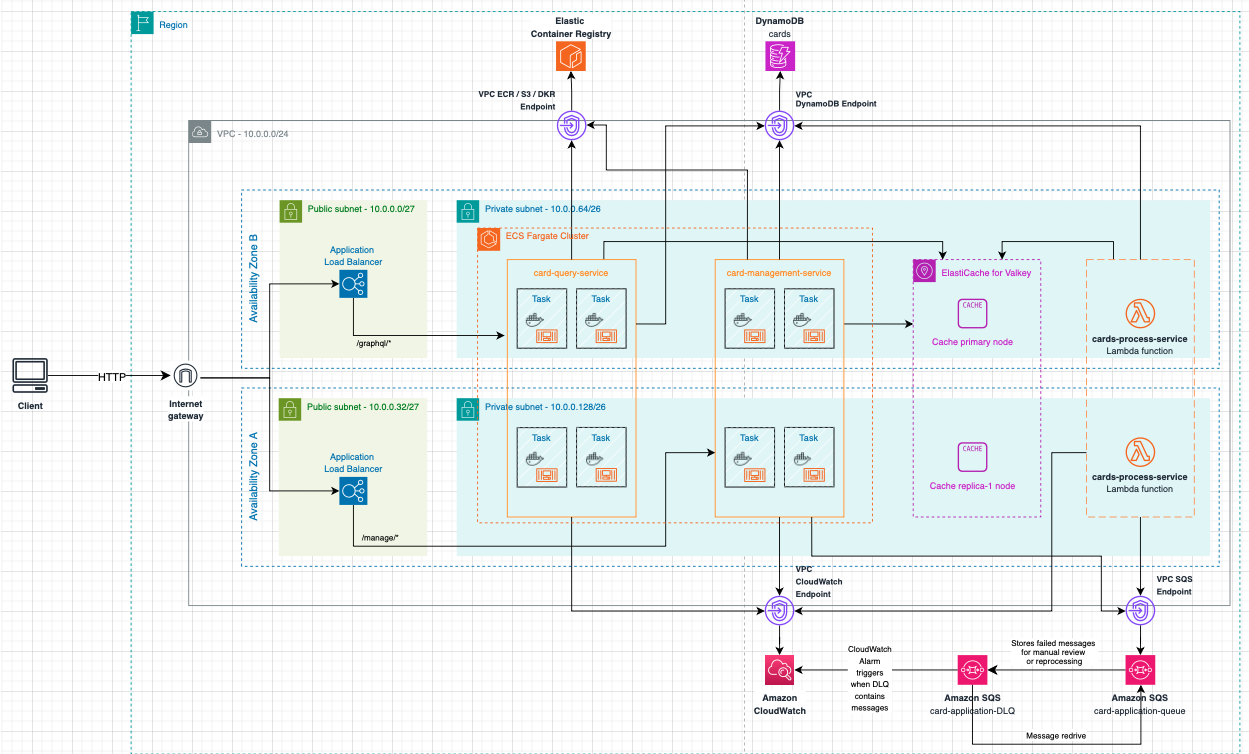 Region
Elastic
Container Registry
DynamoDB
cards
VPC ECR / S3 / DKR
Endpoint
VPC
DynamoDB Endpoint
VPC - 10.0.0.0/24
Availability Zone B
Public subnet - 10.0.0.0/27
Application
Load Balancer
/graphql/*
Private subnet - 10.0.0.64/26
ECS Fargate Cluster
card-query-service
Task
Task
card-management-service
Task
Task
ElastiCache for Valkey
CACHE
Cache primary node
cards-process-service
Lambda function
Client
HTTP
Internet
gateway
Availability Zone A
Public subnet - 10.0.0.32/27
Application
Load Balancer
/manage/*
Private subnet - 10.0.0.128/26
Task
Task
Task
Task
CACHE
Cache replica-1 node
cards-process-service
Lambda function
VPC
CloudWatch
Endpoint
VPC SQS
Endpoint
Amazon
CloudWatch
CloudWatch
Alarm
triggers
when DLQ
contains
messages
Amazon SQS
card-application-DLQ
Stores failed messages
for manual review
or reprocessing
Amazon SQS
card-application-queue
Message redrive